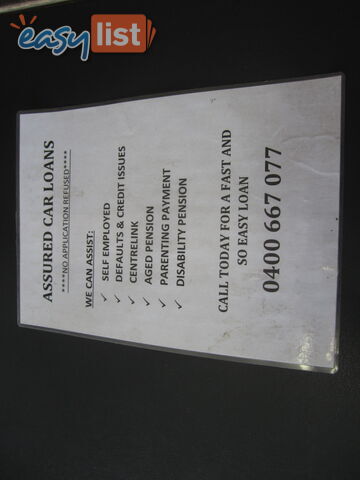 easylist
ASSURED CAR LOANS
****NO APPLICATION REFUSED****
WE CAN ASSIST:
✓ SELF EMPLOYED
✓ DEFAULTS & CREDIT ISSUES
✓ CENTRELINK
✓ AGED PENSION
✓ PARENTING PAYMENT
✓ DISABILITY PENSION
CALL TODAY FOR A FAST AND
SO EASY LOAN
0400 667 077